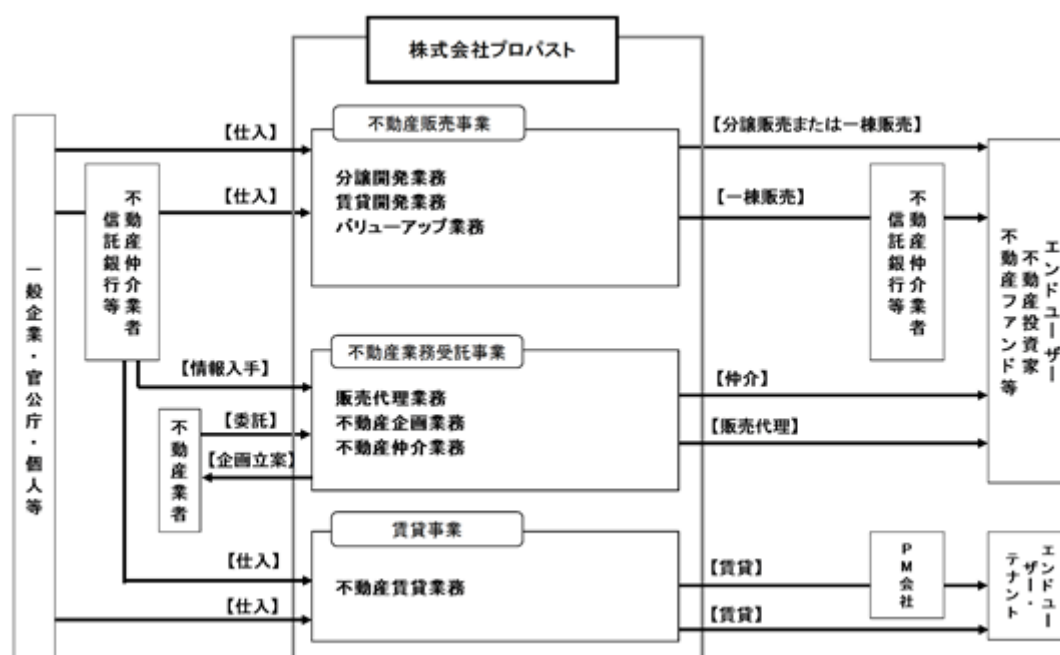 株式会社プロパスト
一般企業・官公庁・個人等
【仕入】
【仕入】
不動産仲介業者
信託銀行等
不動産販売事業
分譲開発業務
賃貸開発業務
バリューアップ業務
【分譲販売または一棟販売】
【一棟販売】
不動産仲介業者
信託銀行等
エンドユーザー
不動産投資家
不動産ファンド等
【情報入手】
【委託】
【企画立案】
不動産業者
不動産業務受託事業
販売代理業務
不動産企画業務
不動産仲介業務
【仲介】
【販売代理】
【仕入】
【仕入】
賃貸事業
不動産賃貸業務
【賃貸】
【賃貸】
PM会社
エンドユー
ザー・
テナント